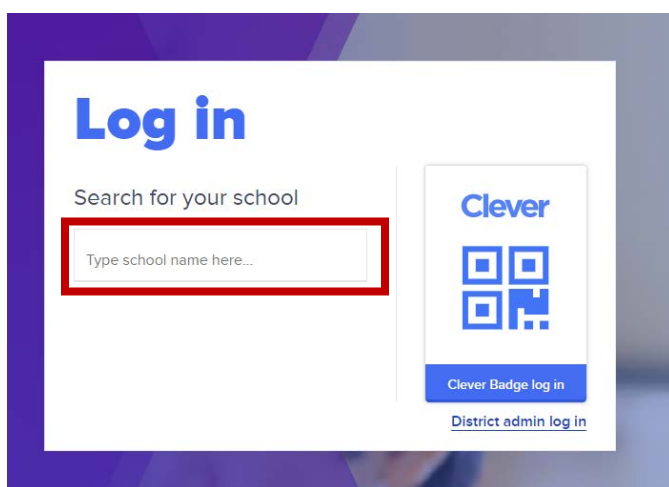 Log in
Search for your school
Type school name here...
Clever
Clever Badge log in
District admin log in